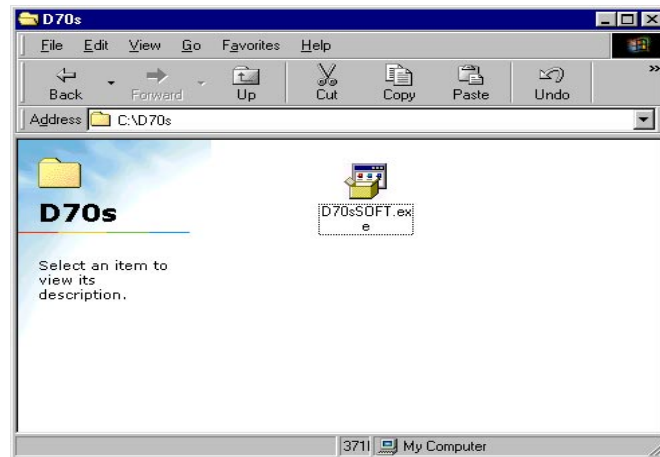 D70s
File Edit View Go Favorites Help
Back Forward Up Cut Copy Paste Undo
Address C:\D70s
D70s
Select an item to
view its
description.
D70sSOFT.ex
e
My Computer